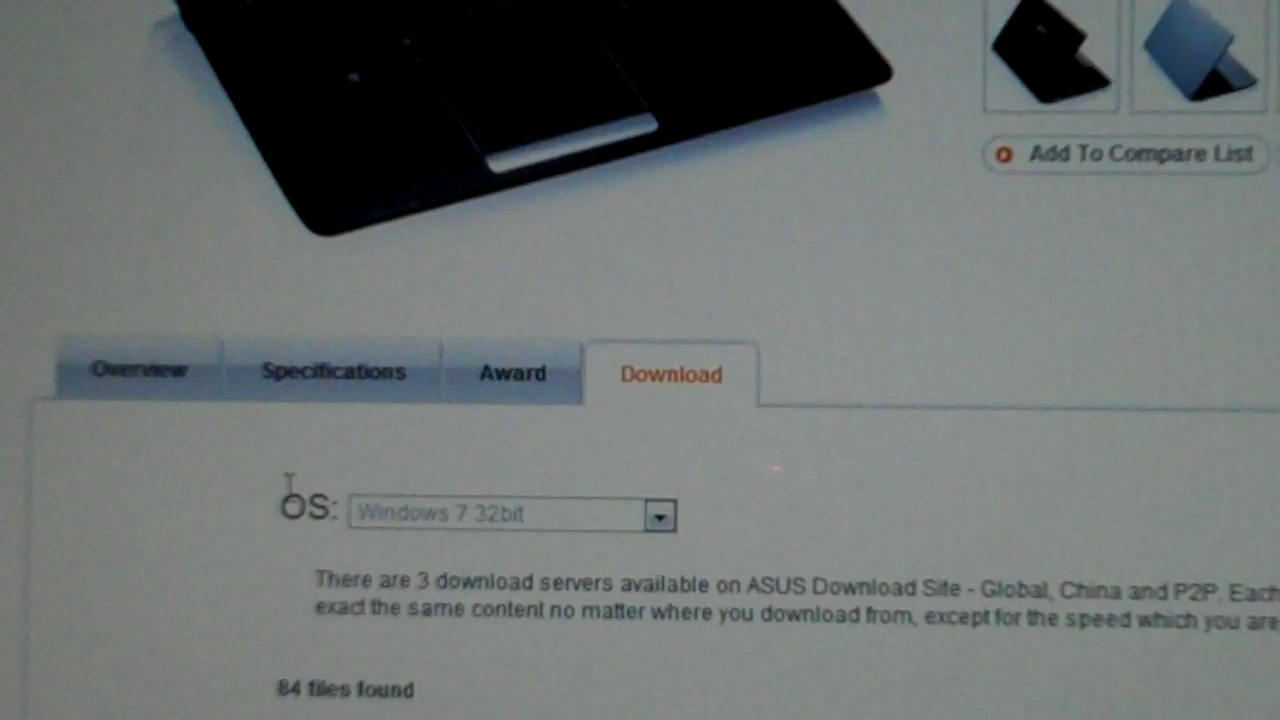 Add To Compare List
Overview Specifications Award Download
OS: Windows 7 32bit
There are 3 download servers available on ASUS Download Site - Global, China and P2P. Each
exact the same content no matter where you download from, except for the speed which you are
84 files found